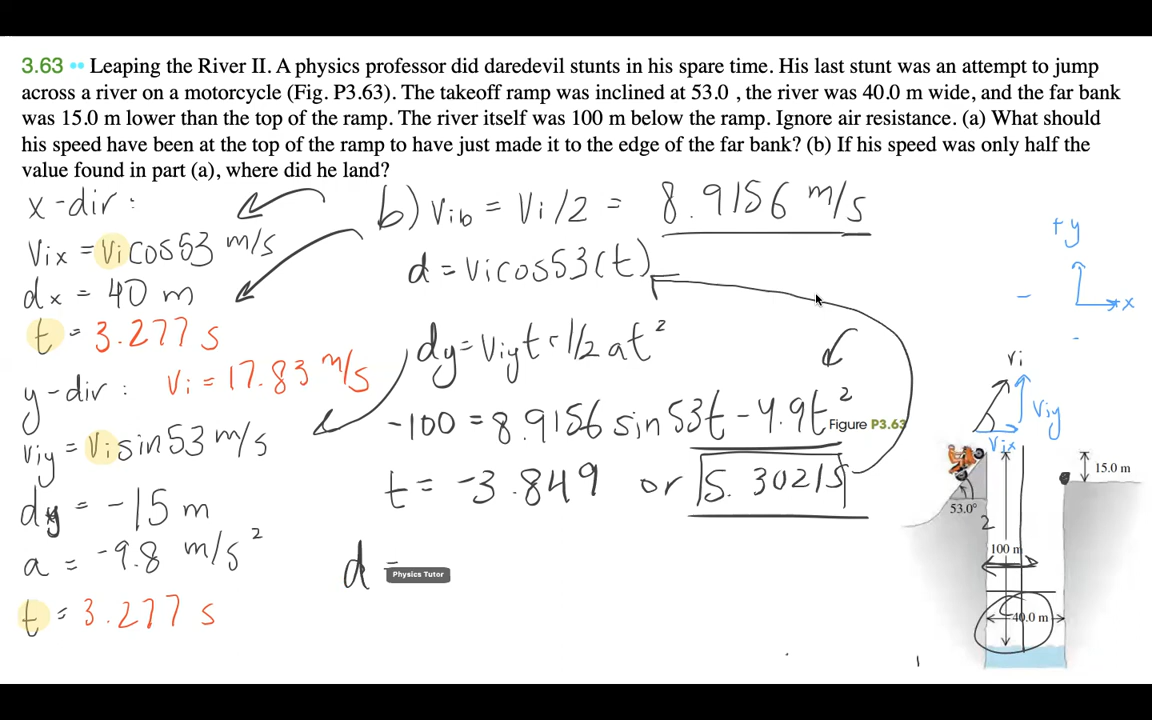 3.63 •• Leaping the River II. A physics professor did daredevil stunts in his spare time. His last stunt was an attempt to jump
across a river on a motorcycle (Fig. P3.63). The takeoff ramp was inclined at 53.0 , the river was 40.0 m wide, and the far bank
was 15.0 m lower than the top of the ramp. The river itself was 100 m below the ramp. Ignore air resistance. (a) What should
his speed have been at the top of the ramp to have just made it to the edge of the far bank? (b) If his speed was only half the
value found in part (a), where did he land?
x-dir:
Vix = Vi cos53 m/s
dx = 40 m
t = 3.277 s
y-dir: Vi = 17.83 m/s
Viy = Vi sin53 m/s
dy = -15 m
a = -9.8 m/s²
t = 3.277 s
b) Vib = Vi/2 = 8.9156 m/s
d = Vicos53(t)
dy = Viyt - 1/2 at²
-100 = 8.9156 sin53t - 4.9t²
t = -3.849 or 5.3021s
d =
Physics Tutor
+y
x
Vi
Viy
Vix
Figure P3.63
15.0 m
53.0°
2
100 m
40.0 m